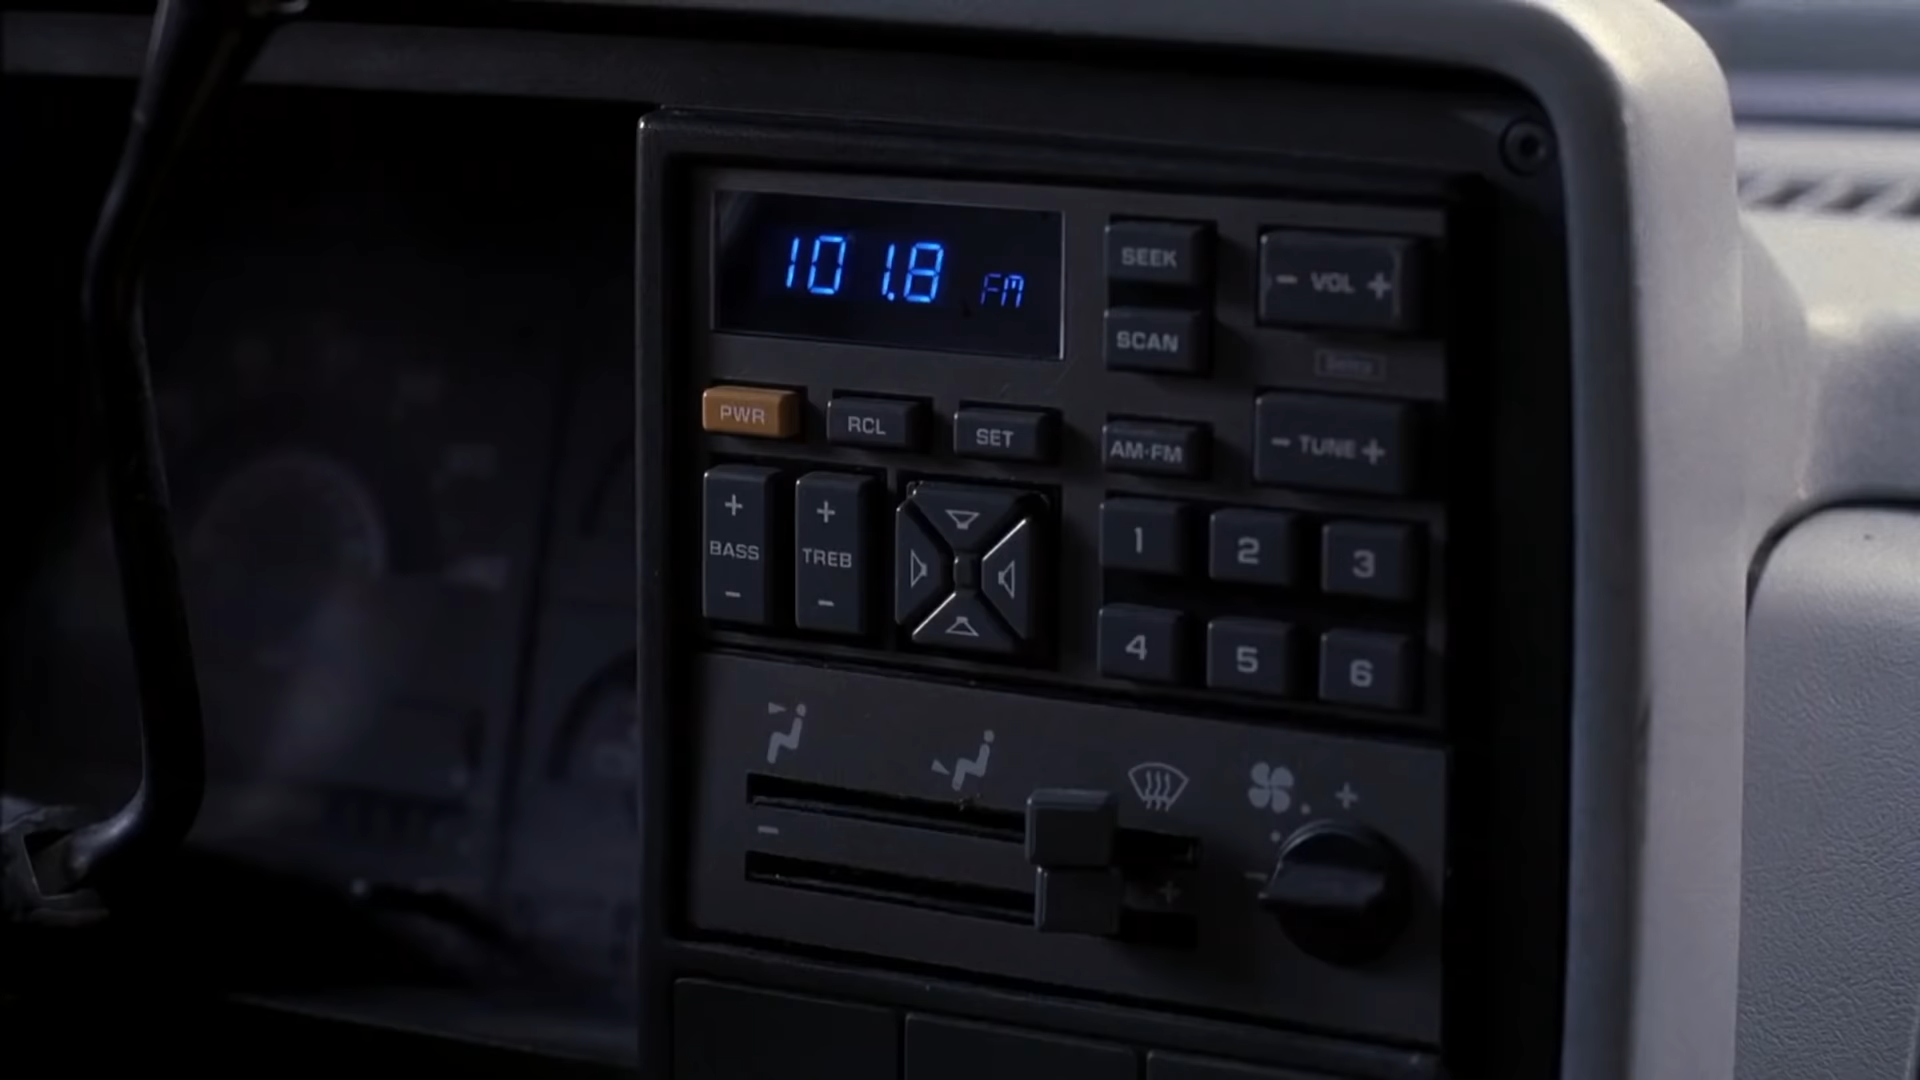 101.8 FM
SEEK
- VOL +
SCAN
PWR
RCL
SET
AM·FM
- TUNE +
+
BASS
-
+
TREB
-
1
2
3
4
5
6
+
-
-
+